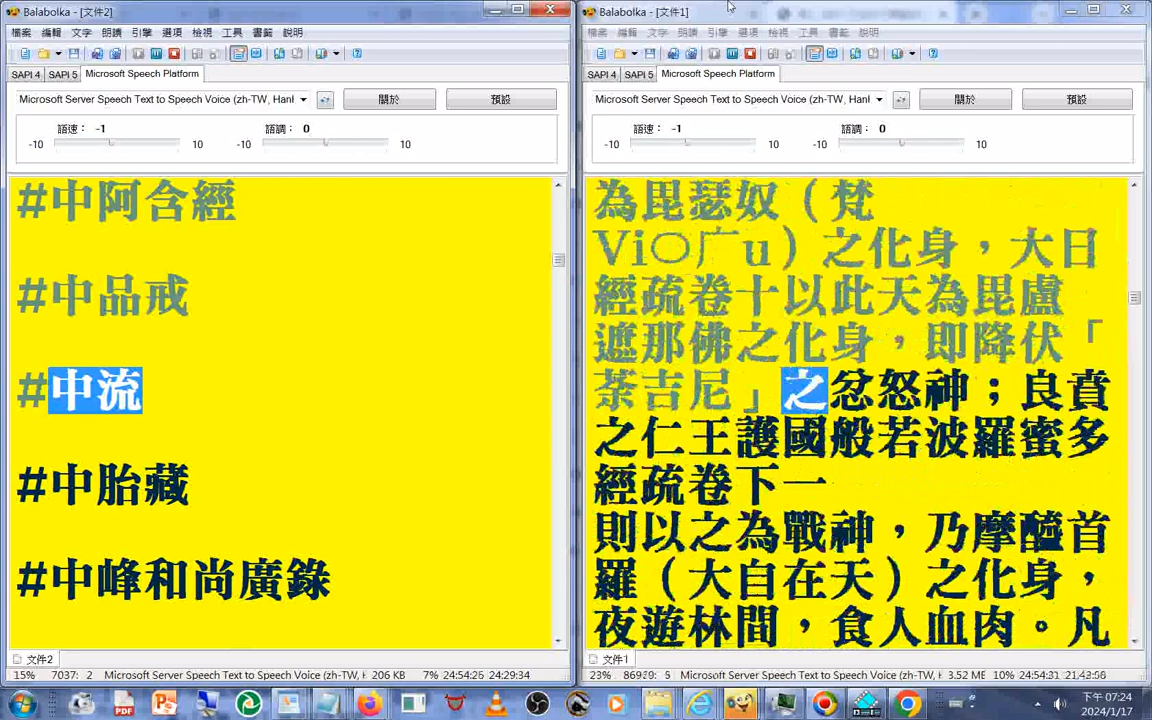 Balabolka - [文件2]
檔案 編輯 文字 朗讀 引擎 選項 檢視 工具 書籤 說明
SAPI 4 SAPI 5 Microsoft Speech Platform
Microsoft Server Speech Text to Speech Voice (zh-TW, Hanl
關於
預設
語速： -1
語調： 0
-10 10 -10 10
#中阿含經
#中品戒
#中流
#中胎藏
#中峰和尚廣錄
文件2
15% 7037: 2 Microsoft Server Speech Text to Speech Voice (zh-TW, H 206 KB 7% 24:54:26 24:29:34
Balabolka - [文件1]
檔案 編輯 文字 朗讀 引擎 選項 檢視 工具 書籤 說明
SAPI 4 SAPI 5 Microsoft Speech Platform
Microsoft Server Speech Text to Speech Voice (zh-TW, Hanl
關於
預設
語速： -1
語調： 0
-10 10 -10 10
為毘瑟奴（梵
Vi○广u）之化身，大日
經疏卷十以此天為毘盧
遮那佛之化身，即降伏「
荼吉尼」之忿怒神；良賁
之仁王護國般若波羅蜜多
經疏卷下一
則以之為戰神，乃摩醯首
羅（大自在天）之化身，
夜遊林間，食人血肉。凡
文件1
23% 5 Microsoft Server Speech Text to Speech Voice (zh-TW, H 3.52 MB 10% 24:54:31
下午 07:24
2024/1/17